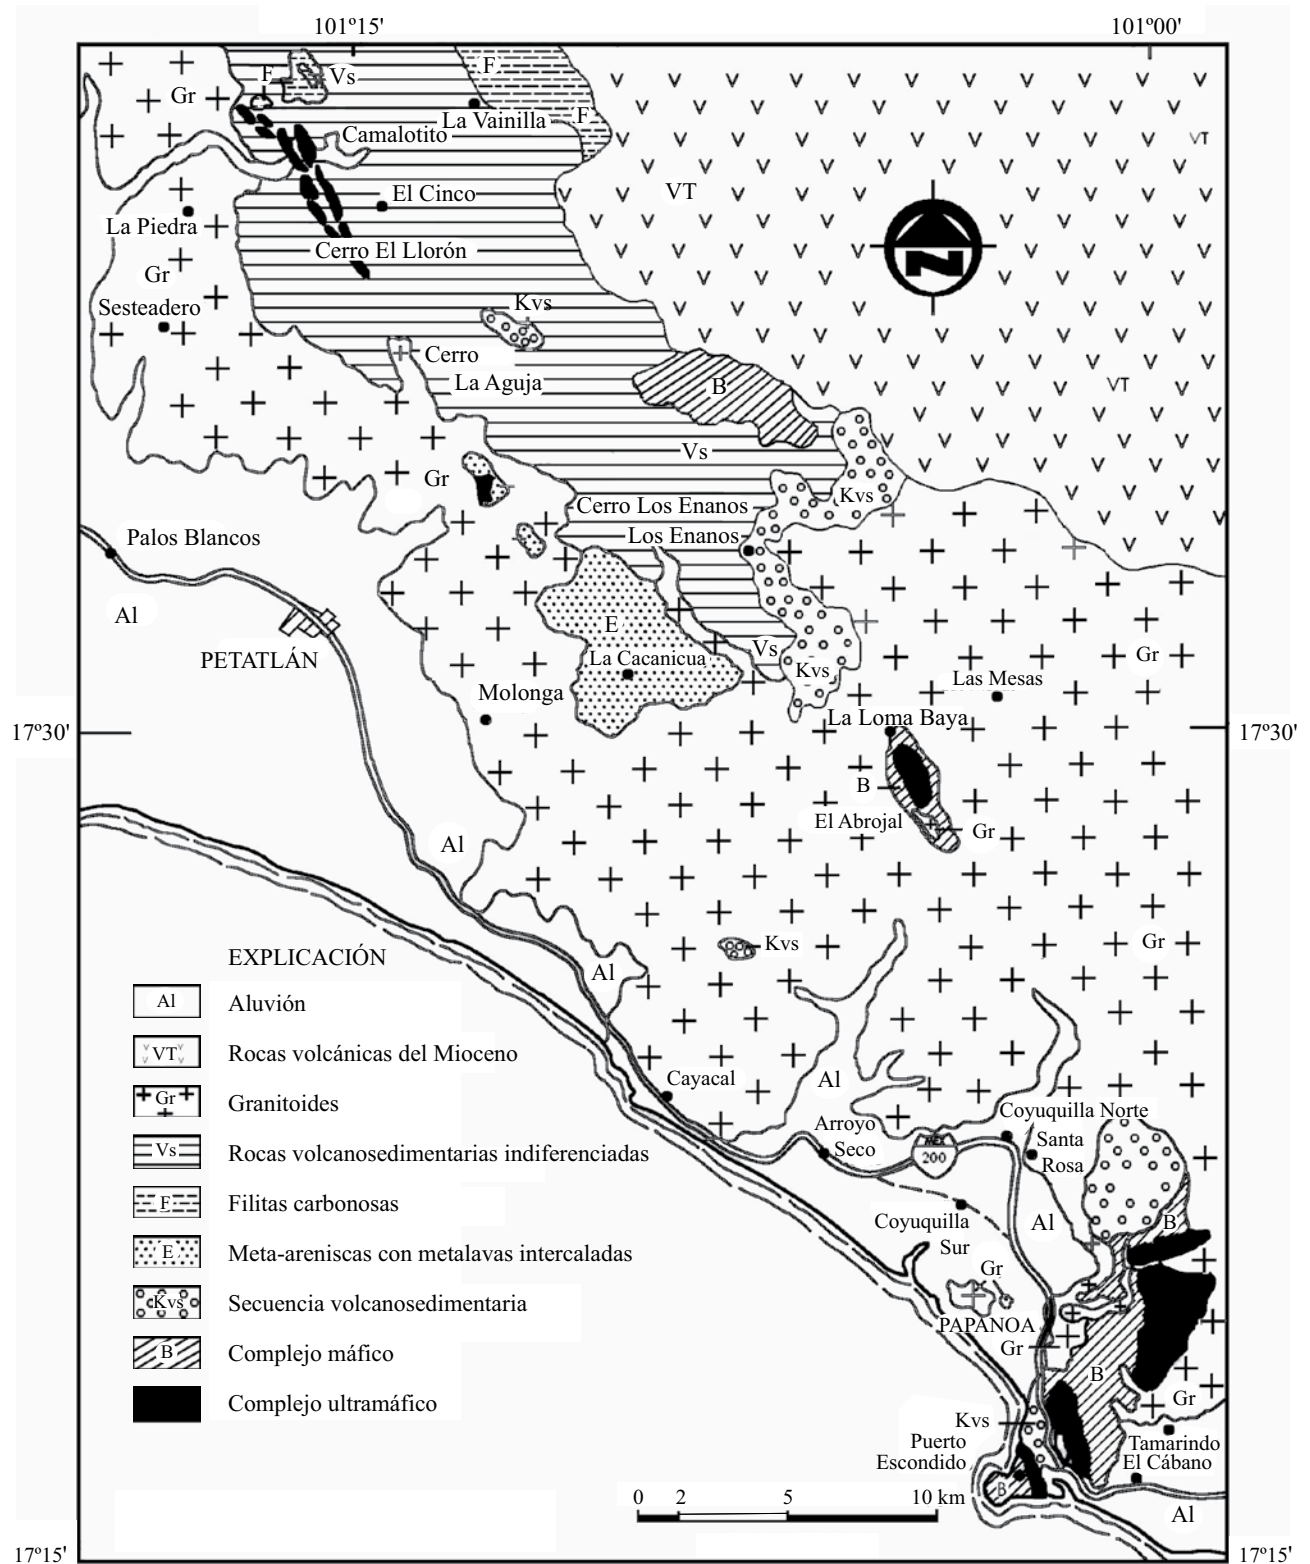 101º15'
101º00'
F
Vs
F
Gr
La Vainilla
F
Camalotito
VT
VT
El Cinco
La Piedra
Cerro El Llorón
N
Gr
Sesteadero
Kvs
Cerro
La Aguja
B
VT
Vs
Gr
Kvs
Cerro Los Enanos
Los Enanos
Palos Blancos
Al
E
PETATLÁN
La Cacanicua
Vs
Kvs
Gr
Las Mesas
Molonga
La Loma Baya
17º30'
17º30'
B
El Abrojal
Gr
Al
Kvs
Gr
Al
EXPLICACIÓN
Al Aluvión
VT Rocas volcánicas del Mioceno
Gr Granitoides
Vs Rocas volcanosedimentarias indiferenciadas
F Filitas carbonosas
E Meta-areniscas con metalavas intercaladas
Kvs Secuencia volcanosedimentaria
B Complejo máfico
Complejo ultramáfico
Cayacal
Al
Arroyo
Seco
MEX
200
Coyuquilla Norte
Santa
Rosa
Coyuquilla
Sur
Al
B
Gr
PAPANOA
Gr
B
Gr
Kvs
Puerto
Escondido
Tamarindo
El Cábano
B
Al
0 2 5 10 km
17º15'
17º15'